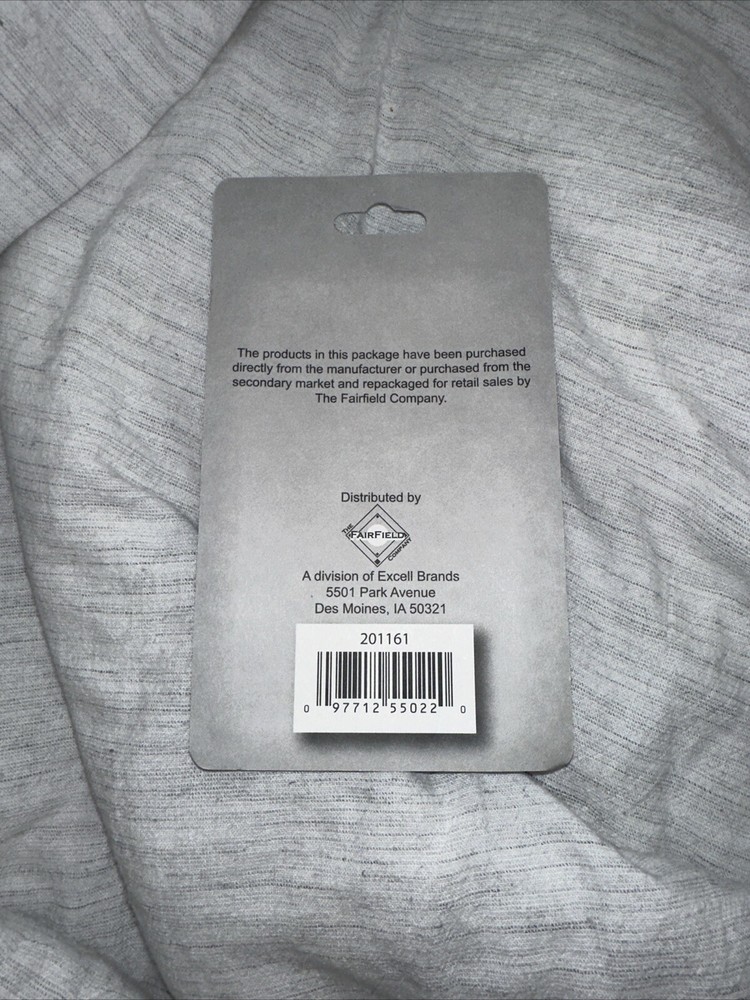 The products in this package have been purchased
directly from the manufacturer or purchased from the
secondary market and repackaged for retail sales by
The Fairfield Company.
Distributed by
THE
FAIRFIELD
COMPANY
A division of Excell Brands
5501 Park Avenue
Des Moines, IA 50321
201161
0 97712 55022 0